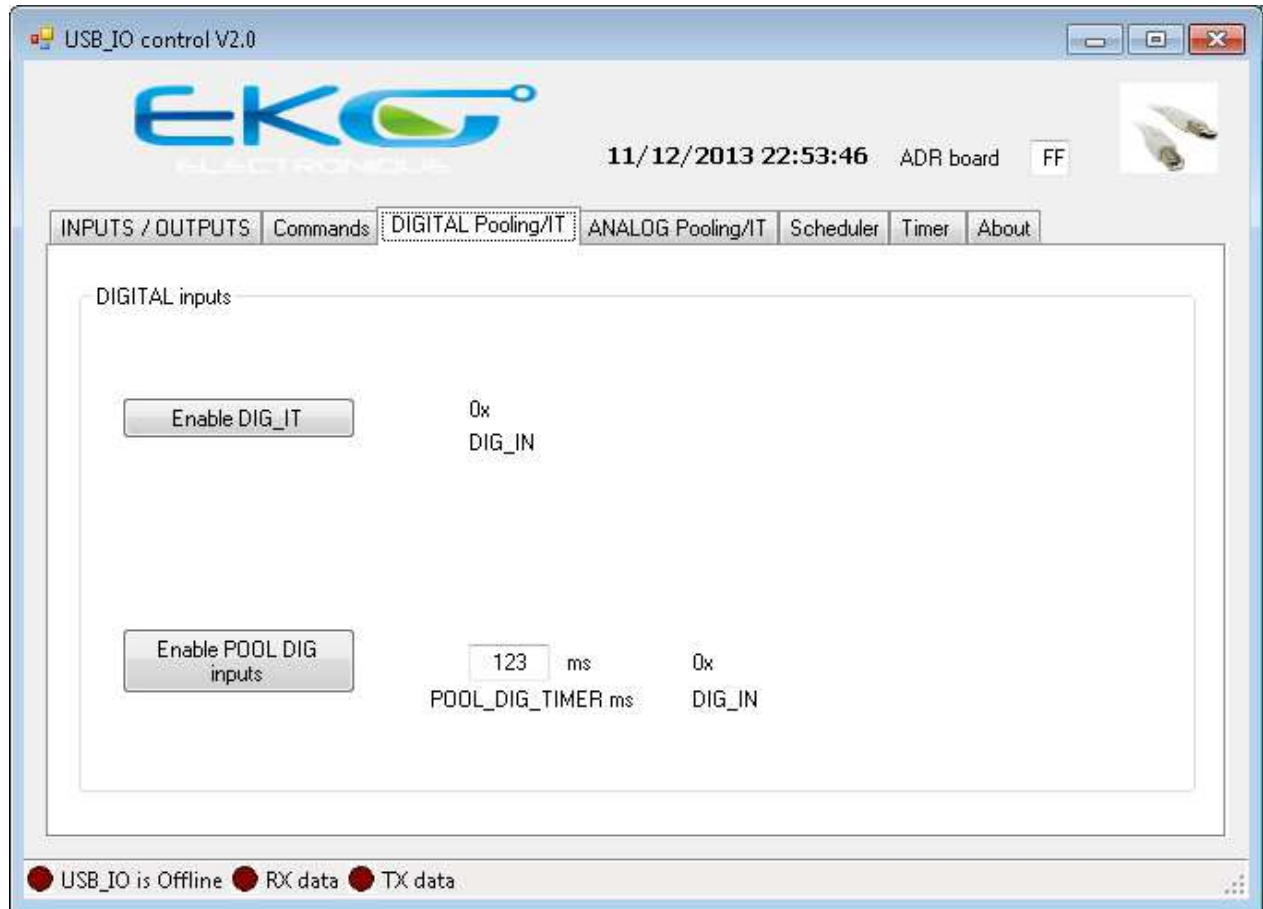 USB_IO control V2.0
EKO
ELECTRONIQUE
11/12/2013 22:53:46 ADR board FF
INPUTS / OUTPUTS Commands DIGITAL Pooling/IT ANALOG Pooling/IT Scheduler Timer About
DIGITAL inputs
Enable DIG_IT
0x
DIG_IN
Enable POOL DIG
inputs
123 ms
POOL_DIG_TIMER ms
0x
DIG_IN
USB_IO is Offline RX data TX data